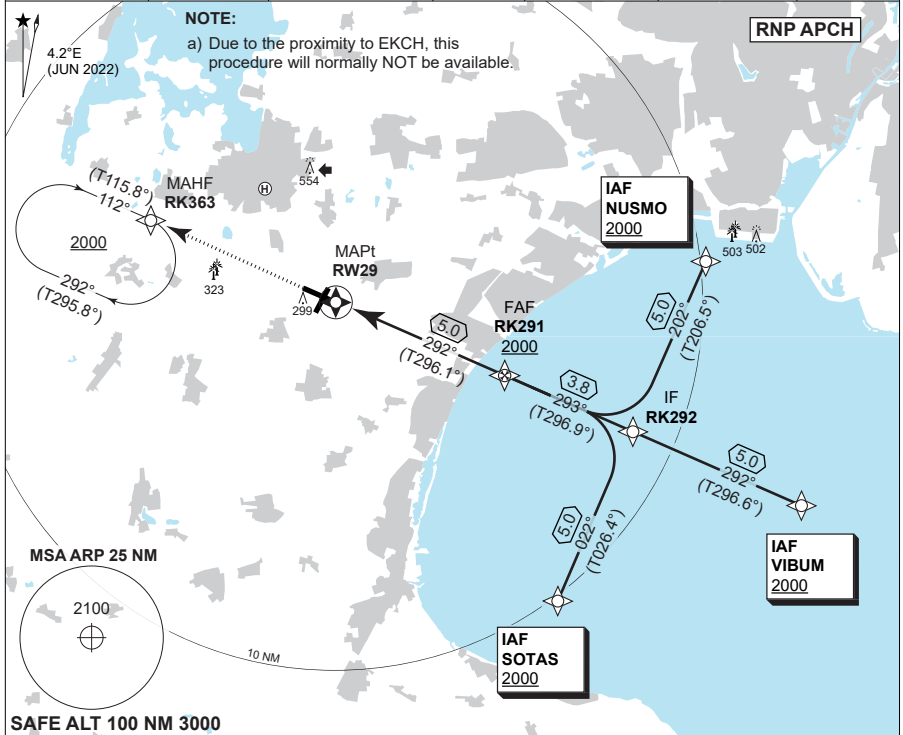 NOTE:
a) Due to the proximity to EKCH, this
procedure will normally NOT be available.
RNP APCH
4.2°E
(JUN 2022)
554
H
(T115.8°)
112°
MAHF
RK363
2000
292°
(T295.8°)
323
299
MAPt
RW29
IAF
NUSMO
2000
503
502
5.0
202°
(T206.5°)
FAF
RK291
2000
5.0
292°
(T296.1°)
3.8
293°
(T296.9°)
IF
RK292
5.0
292°
(T296.6°)
5.0
022°
(T026.4°)
IAF
VIBUM
2000
IAF
SOTAS
2000
10 NM
MSA ARP 25 NM
2100
SAFE ALT 100 NM 3000